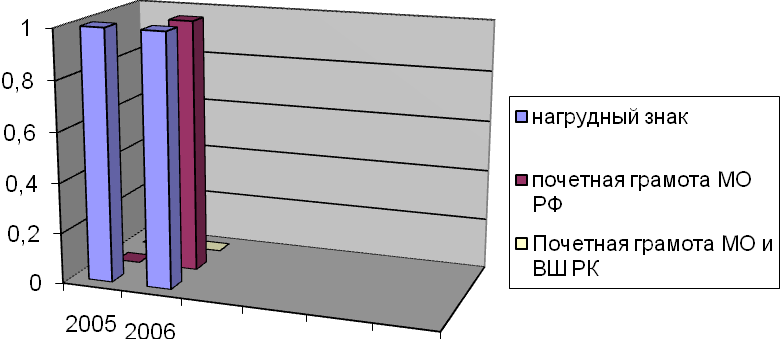 1
0,8
0,6
0,4
0,2
0
2005
2006
нагрудный знак
почетная грамота МО
РФ
Почетная грамота МО и
ВШ РК